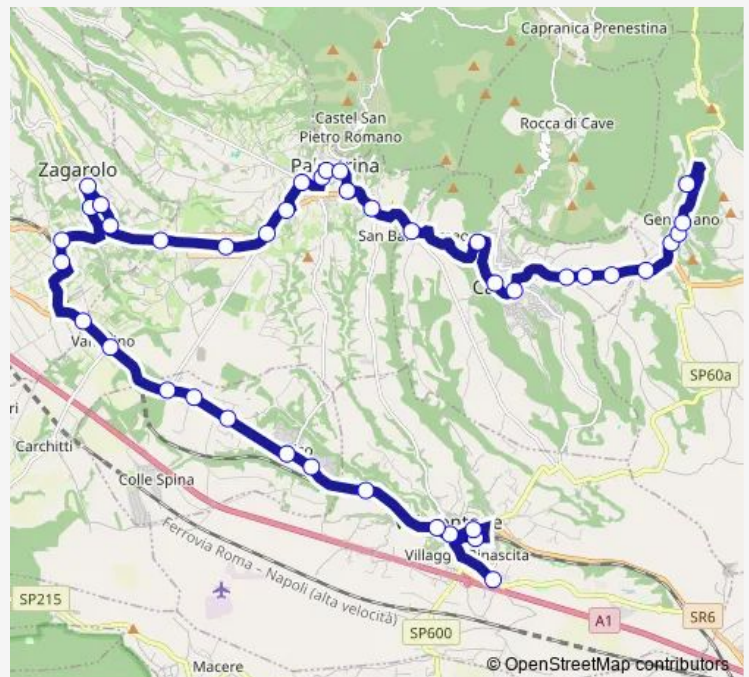 Capranica Prenestina
Castel San
Pietro Romano
Rocca di Cave
Zagarolo
San
SP60a
Carchitti
Colle Spina
Ferrovia Roma - Napoli (alta velocità)
SP215
A1
SR6
SP600
Macere
© OpenStreetMap contributors